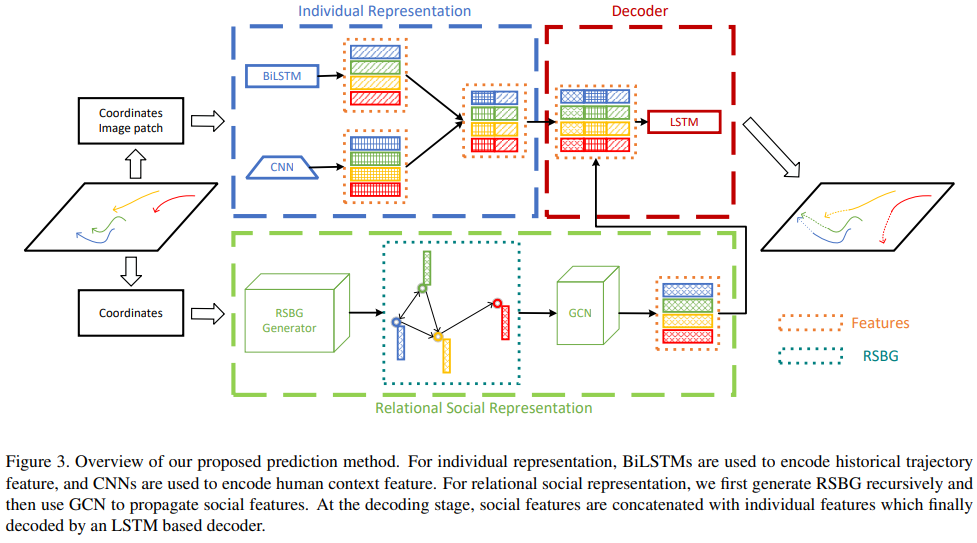 Individual Representation
Decoder
BiLSTM
Coordinates
Image patch
CNN
LSTM
Coordinates
RSBG
Generator
GCN
Features
RSBG
Relational Social Representation
Figure 3. Overview of our proposed prediction method. For individual representation, BiLSTMs are used to encode historical trajectory
feature, and CNNs are used to encode human context feature. For relational social representation, we first generate RSBG recursively and
then use GCN to propagate social features. At the decoding stage, social features are concatenated with individual features which finally
decoded by an LSTM based decoder.